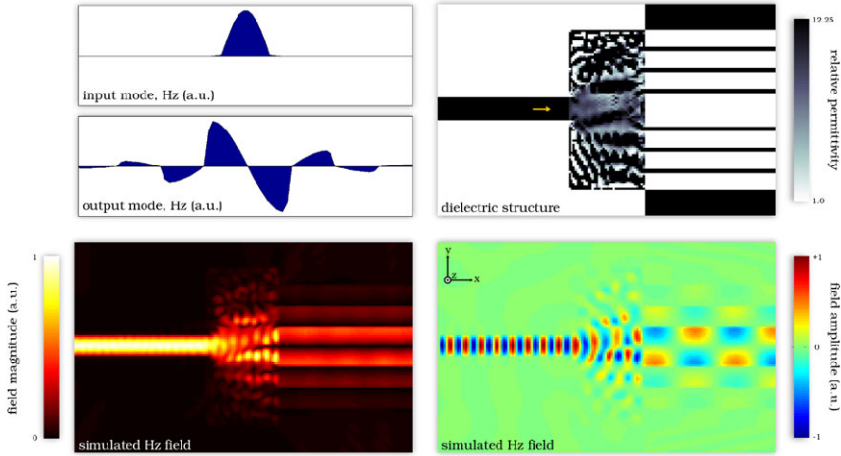 input mode, Hz (a.u.)
output mode, Hz (a.u.)
dielectric structure
12.25
relative permittivity
1.0
1
field magnitude (a.u.)
0
simulated Hz field
y
z
x
simulated Hz field
+1
0
-1
field amplitude (a.u.)